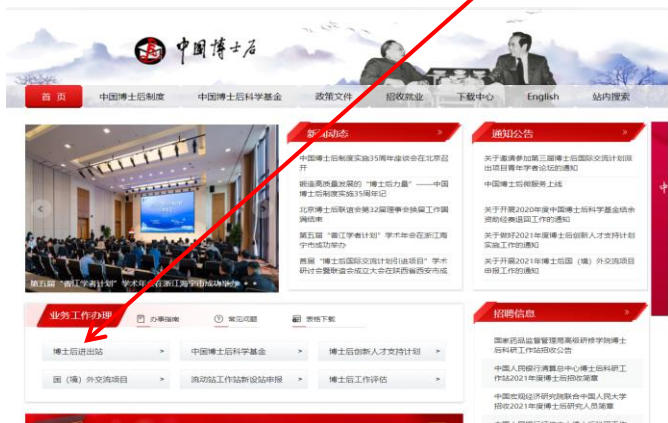 中国博士后
首 页
中国博士后制度
中国博士后科学基金
政策文件
招收就业
下载中心
English
站内搜索
新闻动态
»
中国博士后制度实施35周年座谈会在北京召
开
锻造高质量发展的“博士后力量”——中国
博士后制度实施35周年记
北京博士后联谊会第32届理事会换届工作圆
满结束
第五届“香江学者计划”学术年会在浙江海
宁市成功举办
首届“博士后国际交流计划引进项目”学术
研讨会暨联谊会成立大会在陕西省西安市成
通知公告
»
关于邀请参加第三届博士后国际交流计划派
出项目青年学者论坛的通知
中国博士后微服务上线
关于开展2020年度中国博士后科学基金结余
资助经费退回工作的通知
关于做好2021年度博士后创新人才支持计划
实施工作的通知
关于开展2021年博士后国（境）外交流项目
申报工作的通知
第五届“香江学者计划”学术年会在浙江海宁市成功举办
业务工作办理
办事指南
常见问题
表格下载
博士后进出站 >
中国博士后科学基金 >
博士后创新人才支持计划 >
国（境）外交流项目 >
流动站工作站新设站申报 >
博士后工作评估 >
招聘信息
»
国家药品监督管理局高级研修学院博士
后科研工作站招收公告
中国人民银行清算总中心博士后科研工
作站2021年度博士后招收简章
中国宏观经济研究院联合中国人民大学
招收2021年度博士后研究人员简章
中